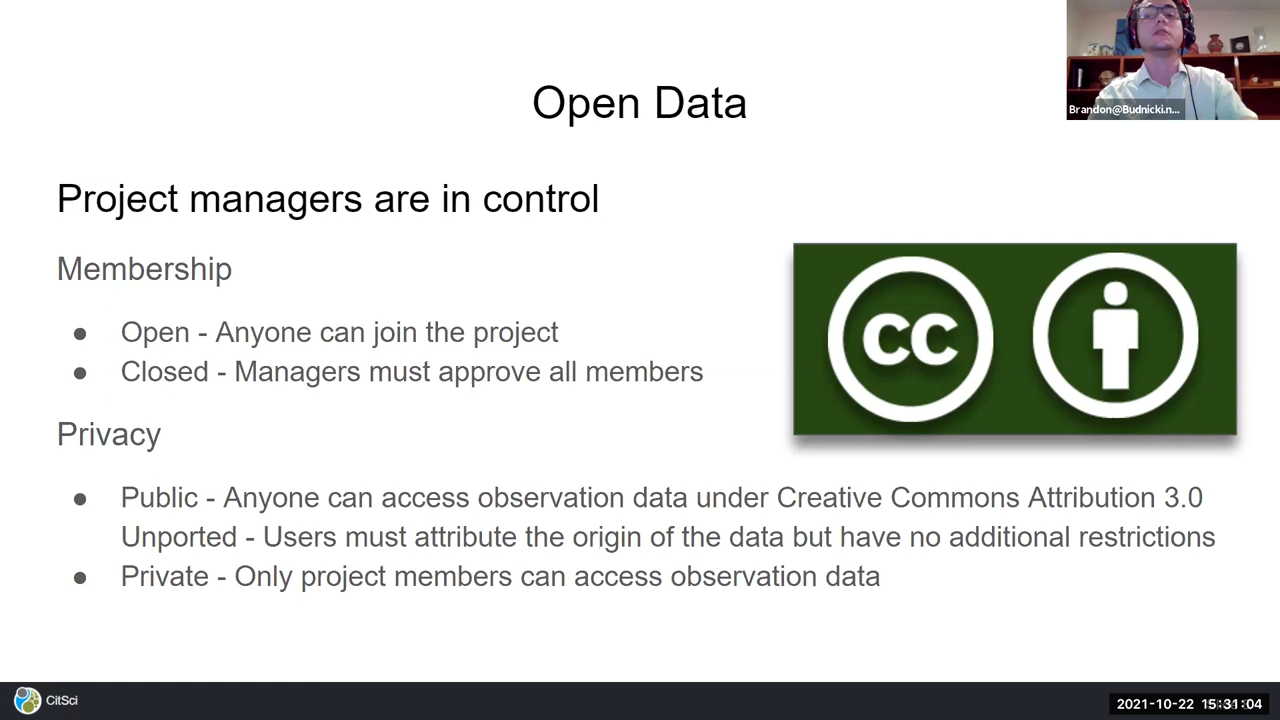 Brandon@Budnicki.n...
Open Data
Project managers are in control
Membership
● Open - Anyone can join the project
● Closed - Managers must approve all members
CC
Privacy
● Public - Anyone can access observation data under Creative Commons Attribution 3.0
Unported - Users must attribute the origin of the data but have no additional restrictions
● Private - Only project members can access observation data
CitSci
2021-10-22 15:31:04